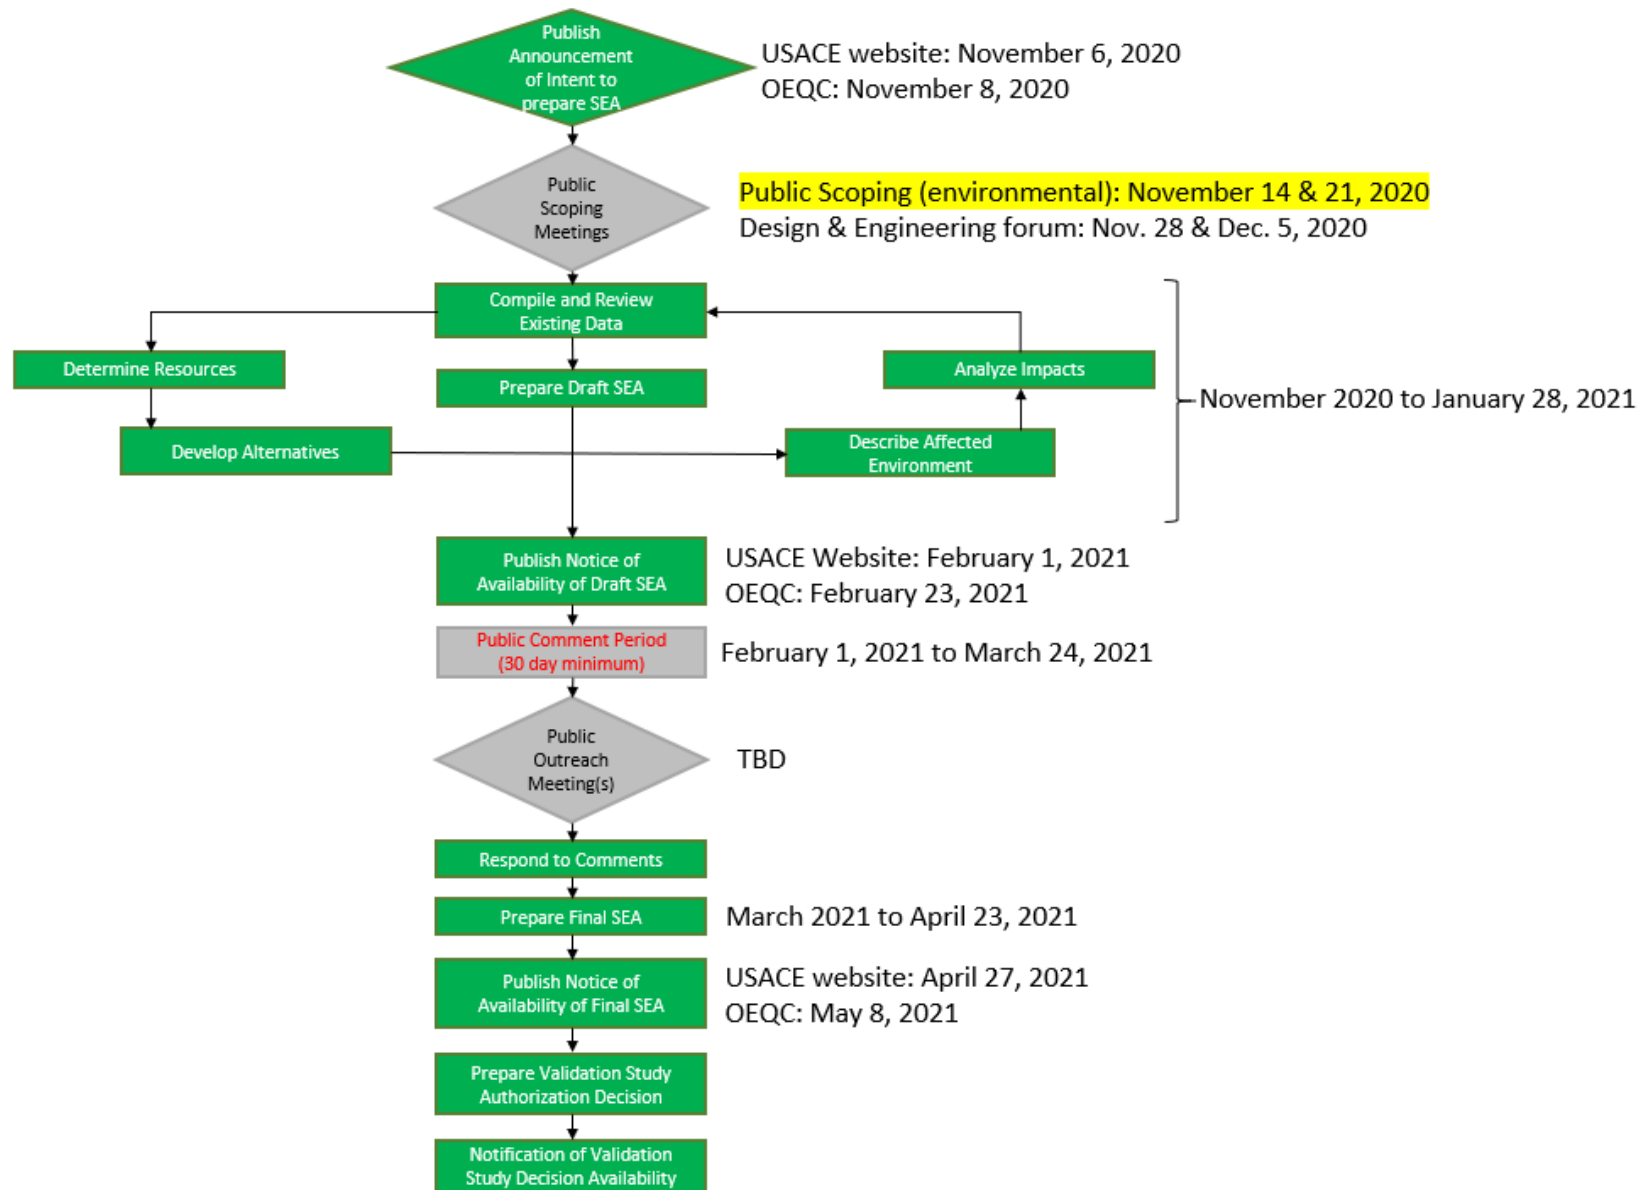 Publish
Announcement
of Intent to
prepare SEA
USACE website: November 6, 2020
OEQC: November 8, 2020
Public
Scoping
Meetings
Public Scoping (environmental): November 14 & 21, 2020
Design & Engineering forum: Nov. 28 & Dec. 5, 2020
Compile and Review
Existing Data
Determine Resources
Prepare Draft SEA
Analyze Impacts
November 2020 to January 28, 2021
Develop Alternatives
Describe Affected
Environment
Publish Notice of
Availability of Draft SEA
USACE Website: February 1, 2021
OEQC: February 23, 2021
Public Comment Period
(30 day minimum)
February 1, 2021 to March 24, 2021
Public
Outreach
Meeting(s)
TBD
Respond to Comments
Prepare Final SEA
March 2021 to April 23, 2021
Publish Notice of
Availability of Final SEA
USACE website: April 27, 2021
OEQC: May 8, 2021
Prepare Validation Study
Authorization Decision
Notification of Validation
Study Decision Availability